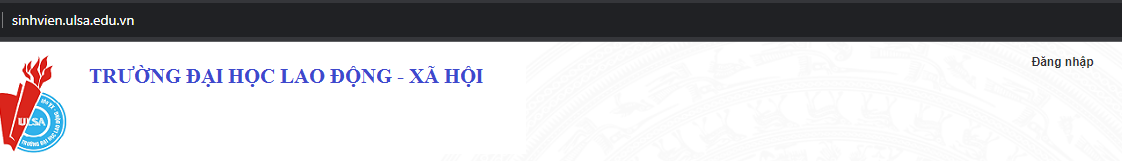 sinhvien.ulsa.edu.vn
Đăng nhập
TRƯỜNG ĐẠI HỌC LAO ĐỘNG - XÃ HỘI
ULSA